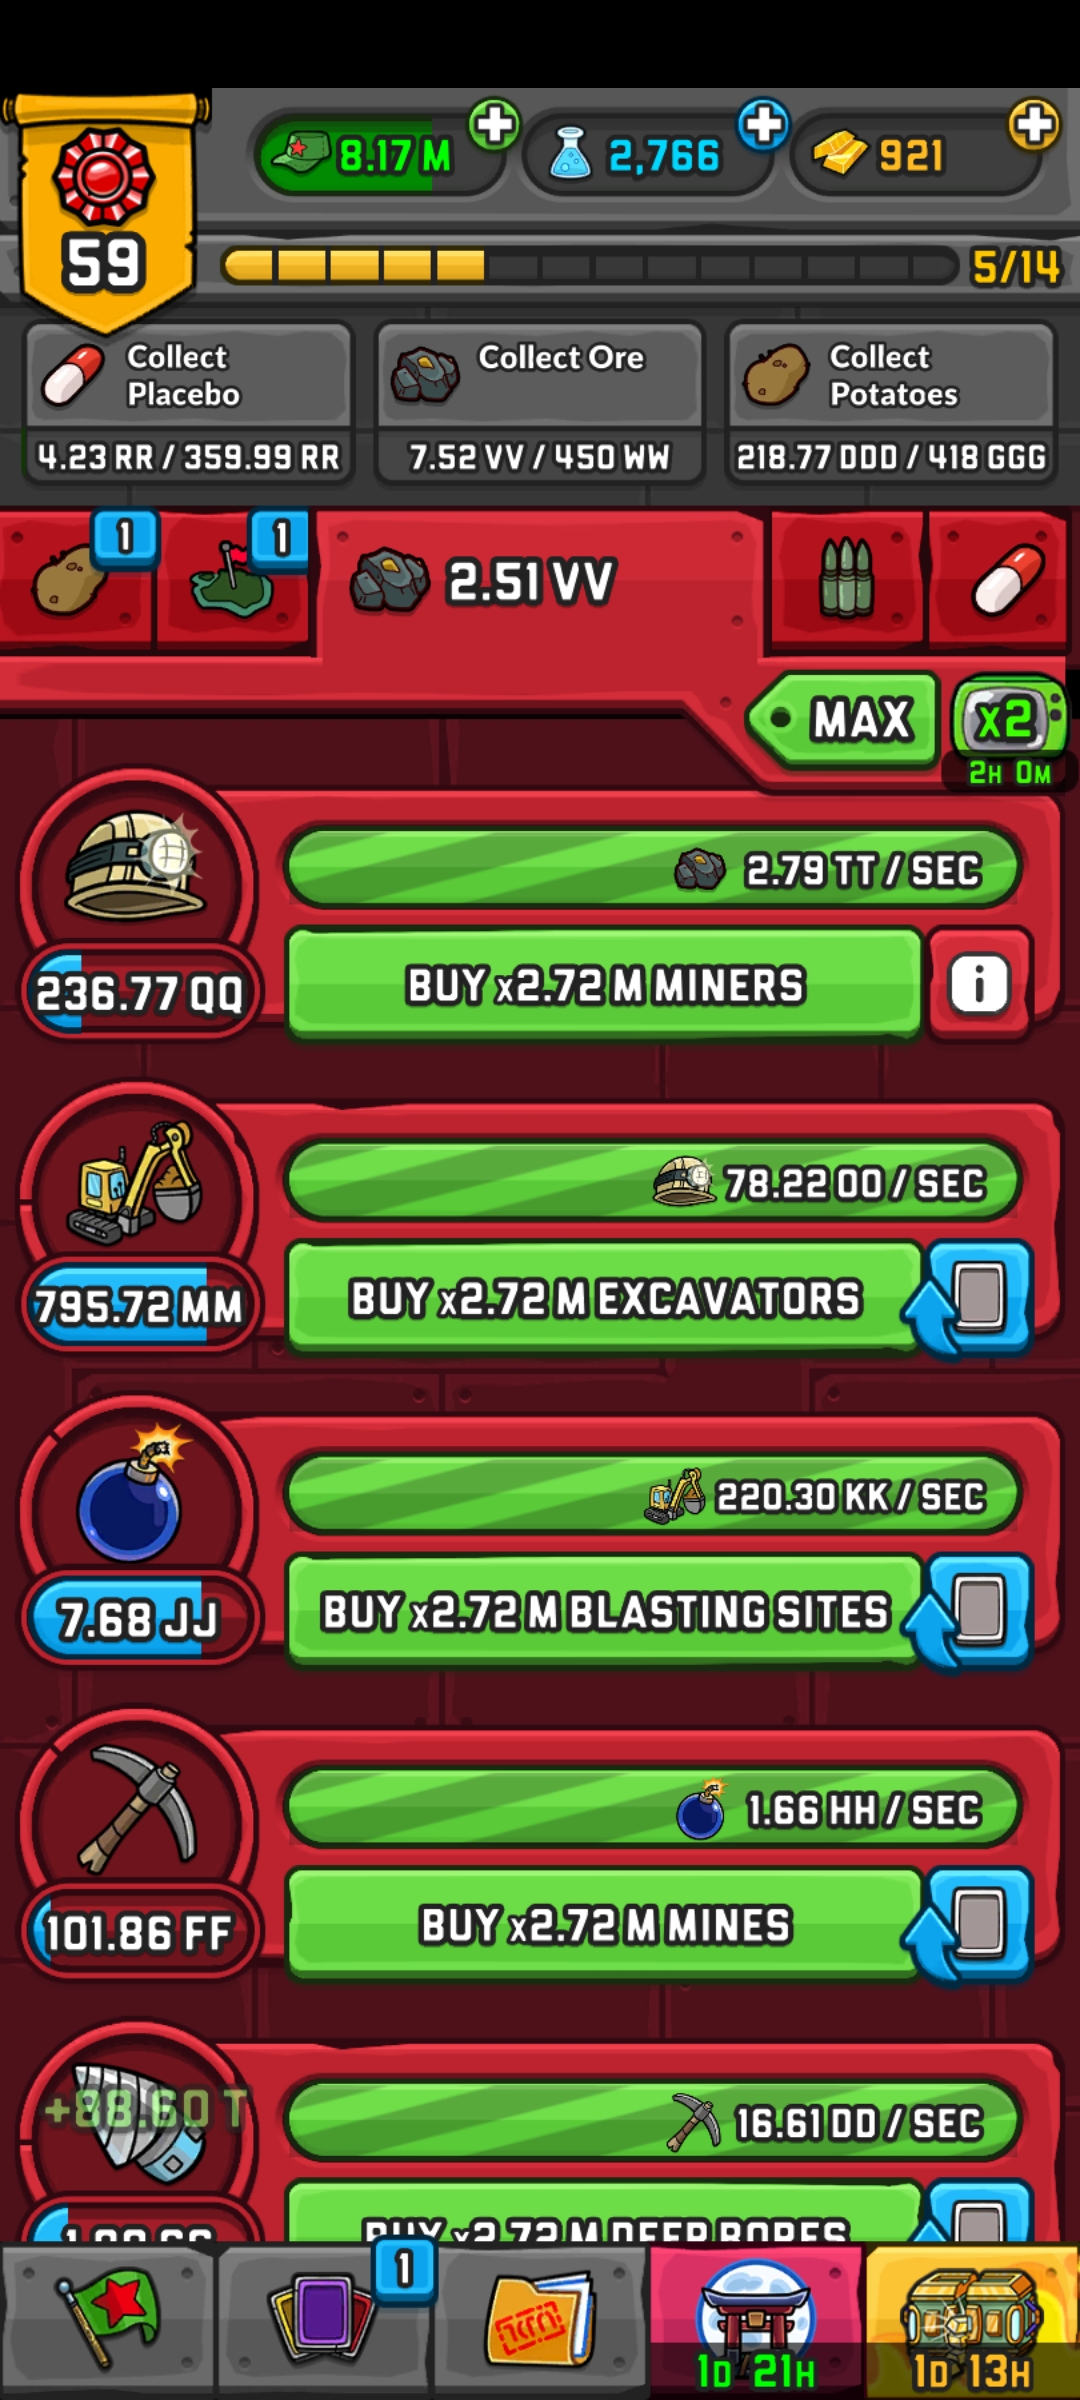 59
8.17 M
2,766
921
5/14
Collect
Placebo
4.23 RR / 359.99 RR
Collect Ore
7.52 VV / 450 WW
Collect
Potatoes
218.77 DDD / 418 GGG
1
1
2.51 VV
MAX
x2
2H 0M
2.79 TT / SEC
236.77 QQ
BUY x2.72 M MINERS
i
78.22 OO / SEC
795.72 MM
BUY x2.72 M EXCAVATORS
220.30 KK / SEC
7.68 JJ
BUY x2.72 M BLASTING SITES
1.66 HH / SEC
101.86 FF
BUY x2.72 M MINES
+88.60 T
16.61 DD / SEC
BUY x2.72 M DEEP BORES
1
1D 21H
1D 13H